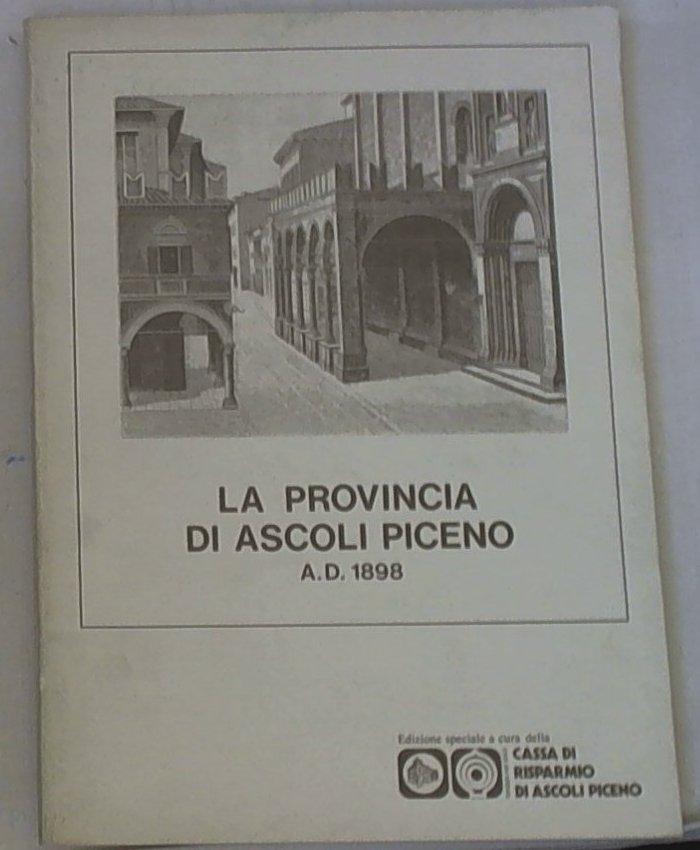 LA PROVINCIA
DI ASCOLI PICENO
A.D. 1898
Edizione speciale a cura della
CASSA DI
RISPARMIO
DI ASCOLI PICENO